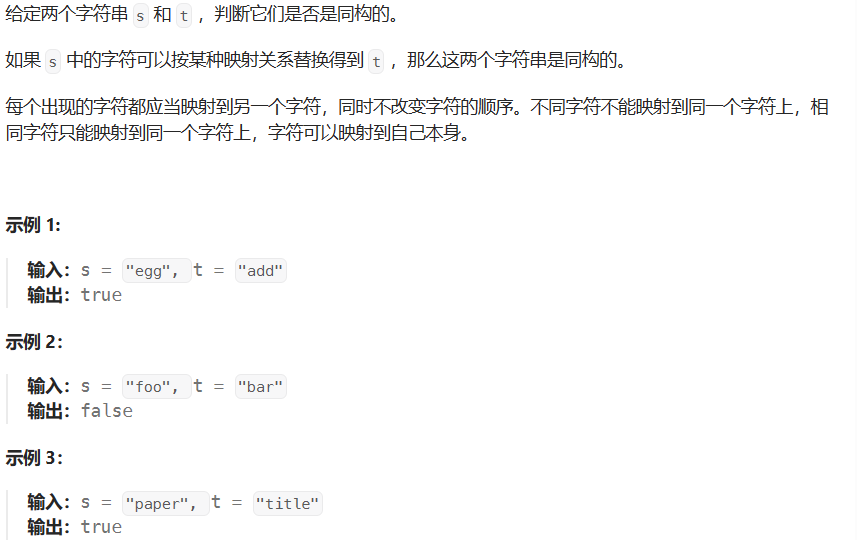 给定两个字符串 s 和 t ，判断它们是否是同构的。
如果 s 中的字符可以按某种映射关系替换得到 t ，那么这两个字符串是同构的。
每个出现的字符都应当映射到另一个字符，同时不改变字符的顺序。不同字符不能映射到同一个字符上，相
同字符只能映射到同一个字符上，字符可以映射到自己本身。
示例 1:
输入：s = "egg", t = "add"
输出：true
示例 2：
输入：s = "foo", t = "bar"
输出：false
示例 3：
输入：s = "paper", t = "title"
输出：true